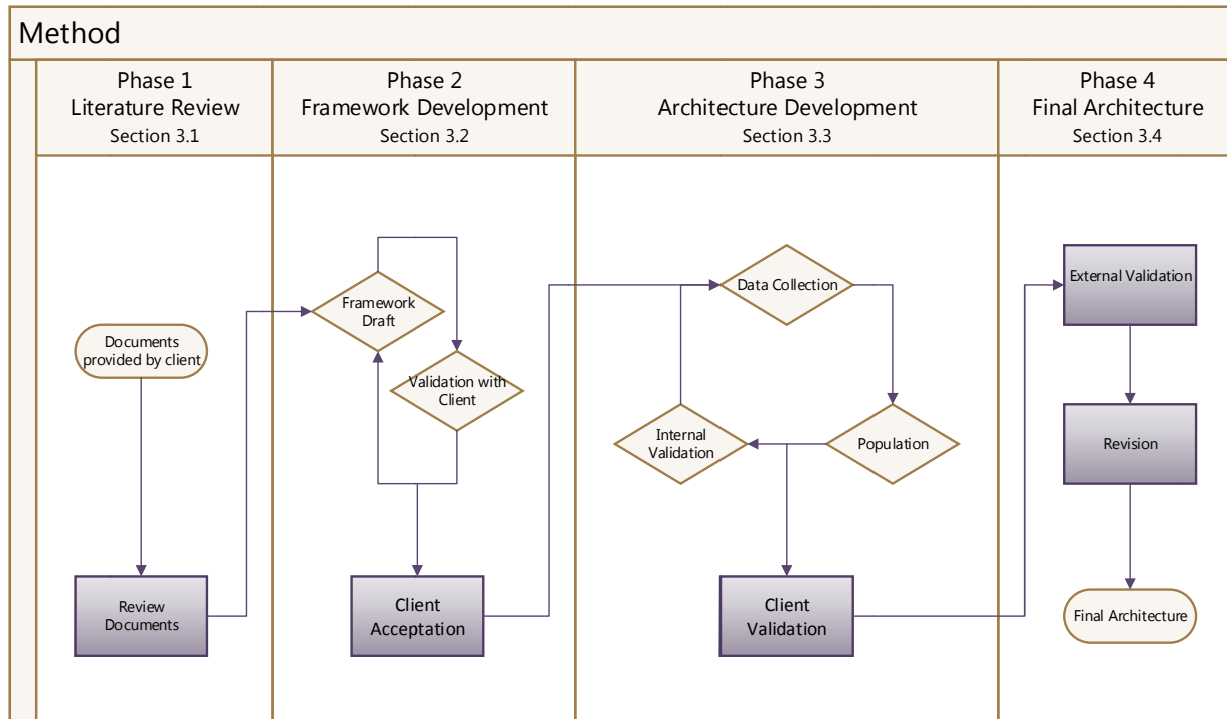 Method
Phase 1
Literature Review
Section 3.1
Phase 2
Framework Development
Section 3.2
Phase 3
Architecture Development
Section 3.3
Phase 4
Final Architecture
Section 3.4
Documents
provided by client
Review
Documents
Framework
Draft
Validation with
Client
Client
Acceptation
Data Collection
Internal
Validation
Population
Client
Validation
External Validation
Revision
Final Architecture